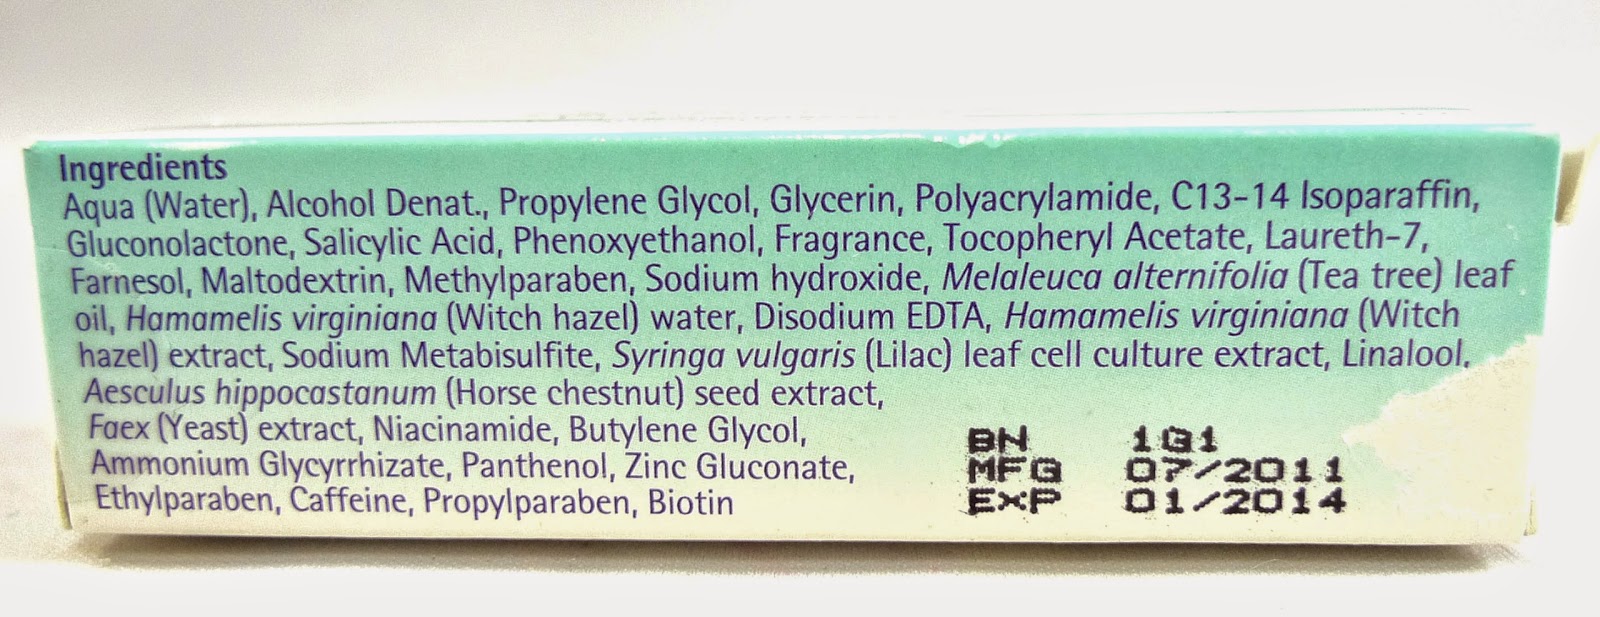 Ingredients
Aqua (Water), Alcohol Denat., Propylene Glycol, Glycerin, Polyacrylamide, C13-14 Isoparaffin,
Gluconolactone, Salicylic Acid, Phenoxyethanol, Fragrance, Tocopheryl Acetate, Laureth-7,
Farnesol, Maltodextrin, Methylparaben, Sodium hydroxide, Melaleuca alternifolia (Tea tree) leaf
oil, Hamamelis virginiana (Witch hazel) water, Disodium EDTA, Hamamelis virginiana (Witch
hazel) extract, Sodium Metabisulfite, Syringa vulgaris (Lilac) leaf cell culture extract, Linalool,
Aesculus hippocastanum (Horse chestnut) seed extract,
Faex (Yeast) extract, Niacinamide, Butylene Glycol,
Ammonium Glycyrrhizate, Panthenol, Zinc Gluconate,
Ethylparaben, Caffeine, Propylparaben, Biotin
BN 1G1
MFG 07/2011
EXP 01/2014